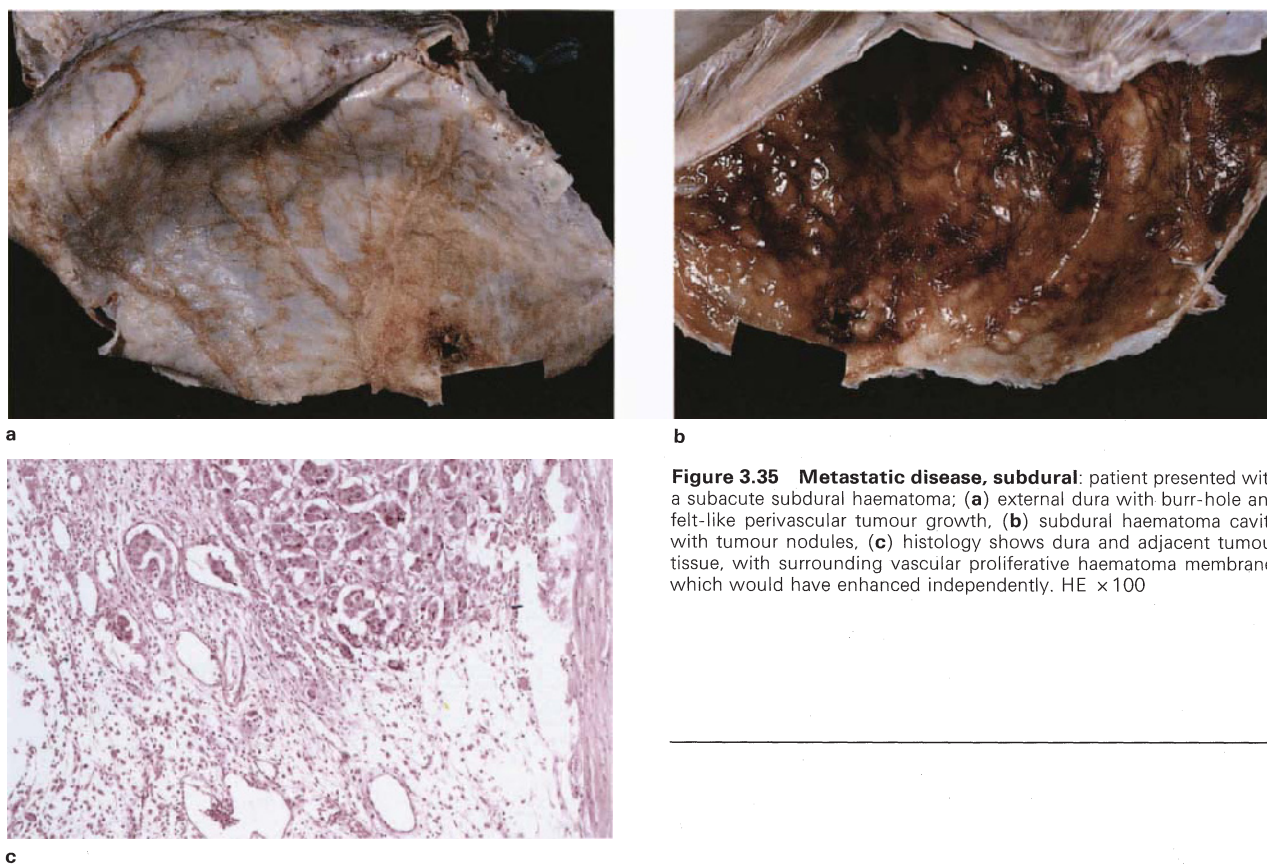 a
b
Figure 3.35 Metastatic disease, subdural: patient presented wit
a subacute subdural haematoma; (a) external dura with burr-hole an
felt-like perivascular tumour growth, (b) subdural haematoma cavit
with tumour nodules, (c) histology shows dura and adjacent tumou
tissue, with surrounding vascular proliferative haematoma membrane
which would have enhanced independently. HE ×100
c